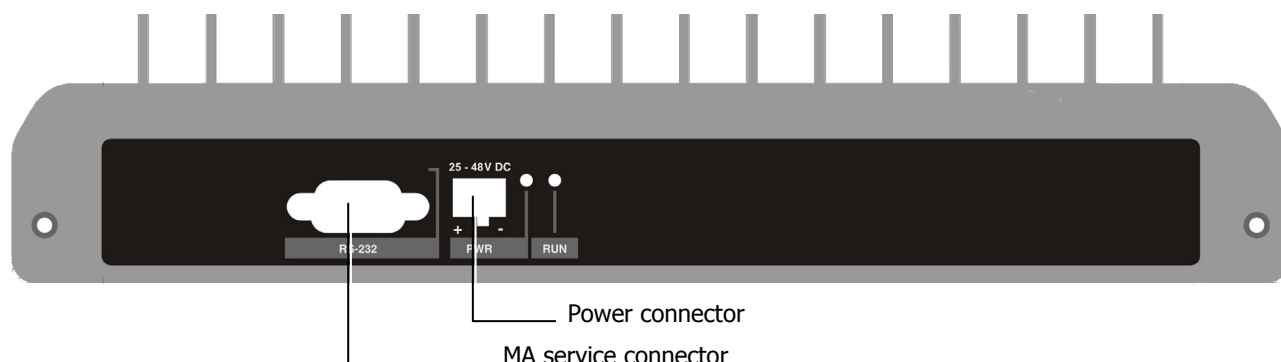 25 - 48V DC
+ -
RS-232 PWR RUN
Power connector
MA service connector